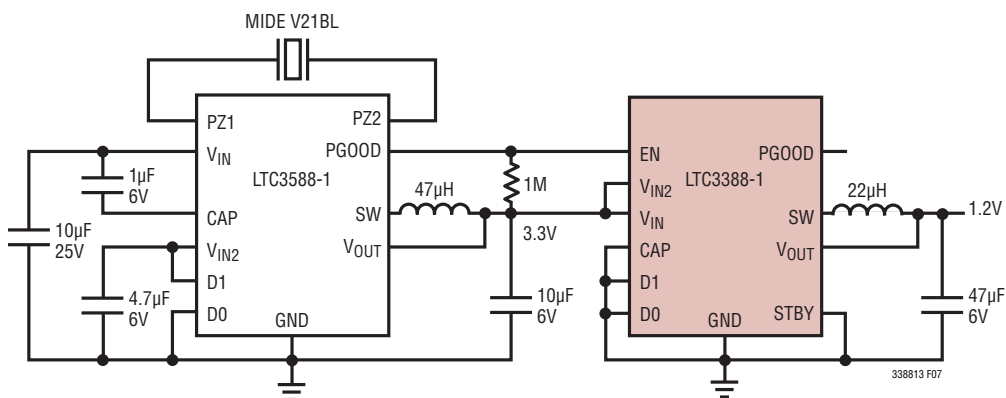 MIDE V21BL
PZ1
PZ2
VIN
PGOOD
LTC3588-1
1µF
6V
CAP
SW
47µH
1M
10µF
25V
VIN2
VOUT
3.3V
D1
4.7µF
6V
D0
GND
10µF
6V
EN
PGOOD
VIN2
LTC3388-1
22µH
VIN
SW
1.2V
CAP
VOUT
D1
D0
GND
STBY
47µF
6V
338813 F07